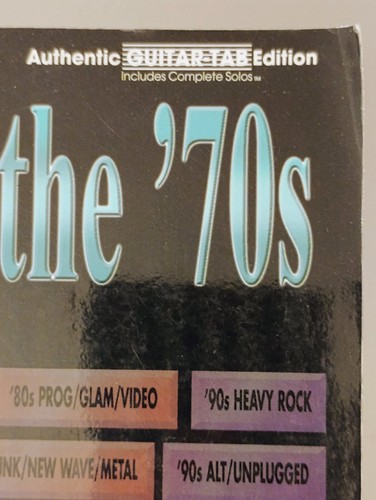 Authentic GUITAR-TAB Edition
Includes Complete Solos™
the '70s
'80s PROG/GLAM/VIDEO
'90s HEAVY ROCK
NK/NEW WAVE/METAL
'90s ALT/UNPLUGGED